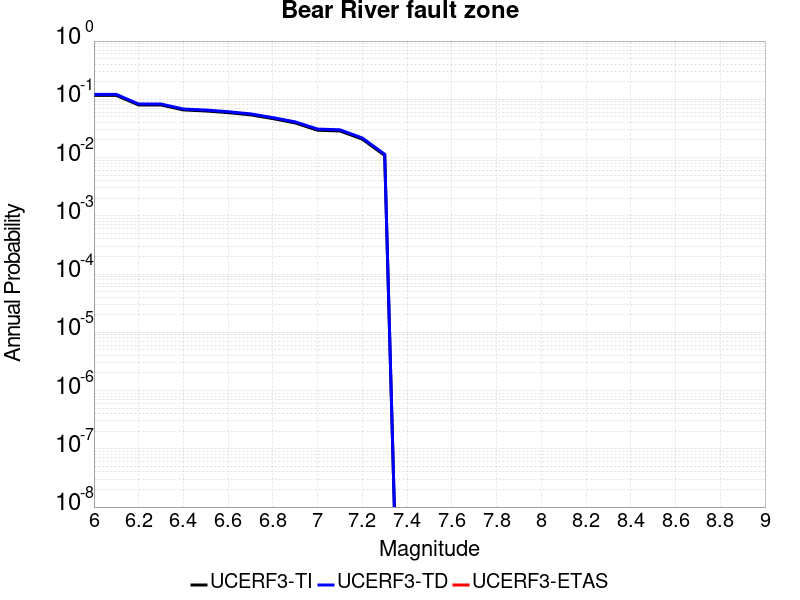 Bear River fault zone
Annual Probability
10^0
10^-1
10^-2
10^-3
10^-4
10^-5
10^-6
10^-7
10^-8
6 6.2 6.4 6.6 6.8 7 7.2 7.4 7.6 7.8 8 8.2 8.4 8.6 8.8 9
Magnitude
UCERF3-TI UCERF3-TD UCERF3-ETAS